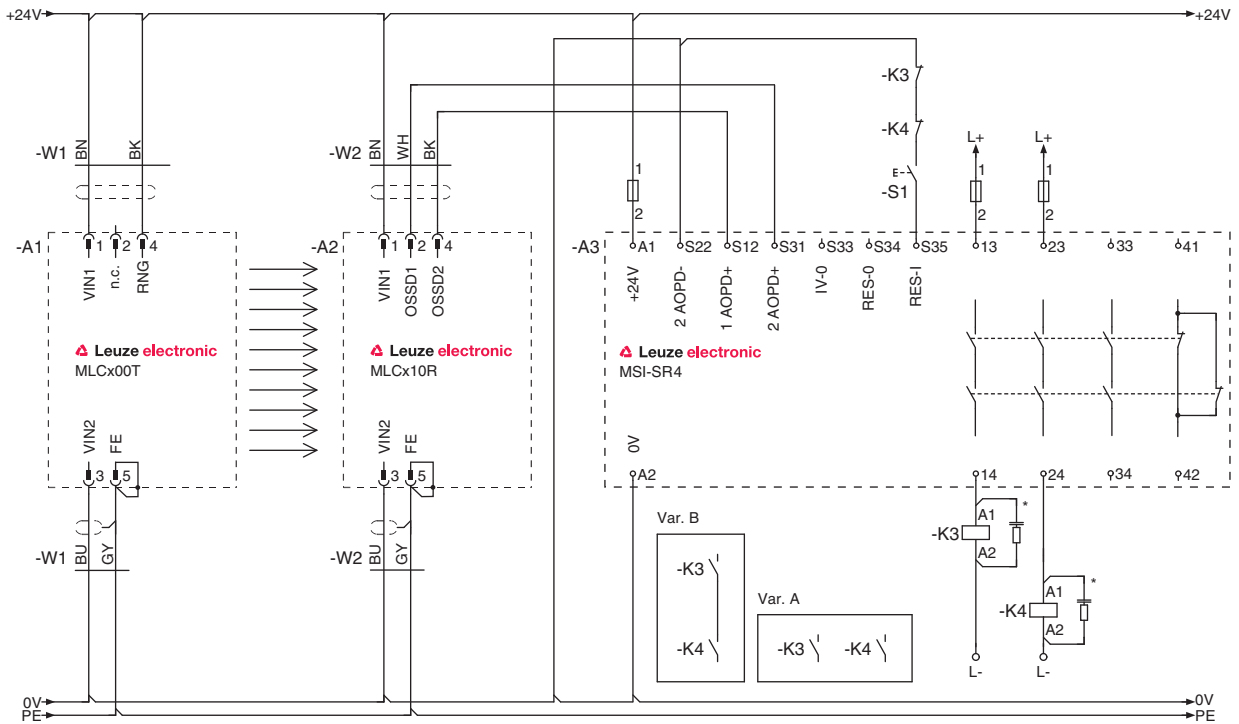 +24V +24V
-K3
-K4
L+ L+
-W1 BN BK -W2 BN WH BK
1 1 1
E
-S1
2 2 2
-A1 1 2 4 -A2 1 2 4 -A3 A1 S22 S12 S31 S33 S34 S35 13 23 33 41
VIN1 n.c. RNG VIN1 OSSD1 OSSD2 +24V 2 AOPD- 1 AOPD+ 2 AOPD+ IV-0 RES-0 RES-I
Leuze electronic Leuze electronic Leuze electronic
MLCx00T MLCx10R MSI-SR4
VIN2 FE VIN2 FE 0V
3 5 3 5 A2 14 24 34 42
Var. B
A1 *
-K3
A2
-W1 BU GY -W2 BU GY
-K3
Var. A
A1 *
-K4
A2
-K4 -K3 -K4
L- L-
0V 0V
PE PE